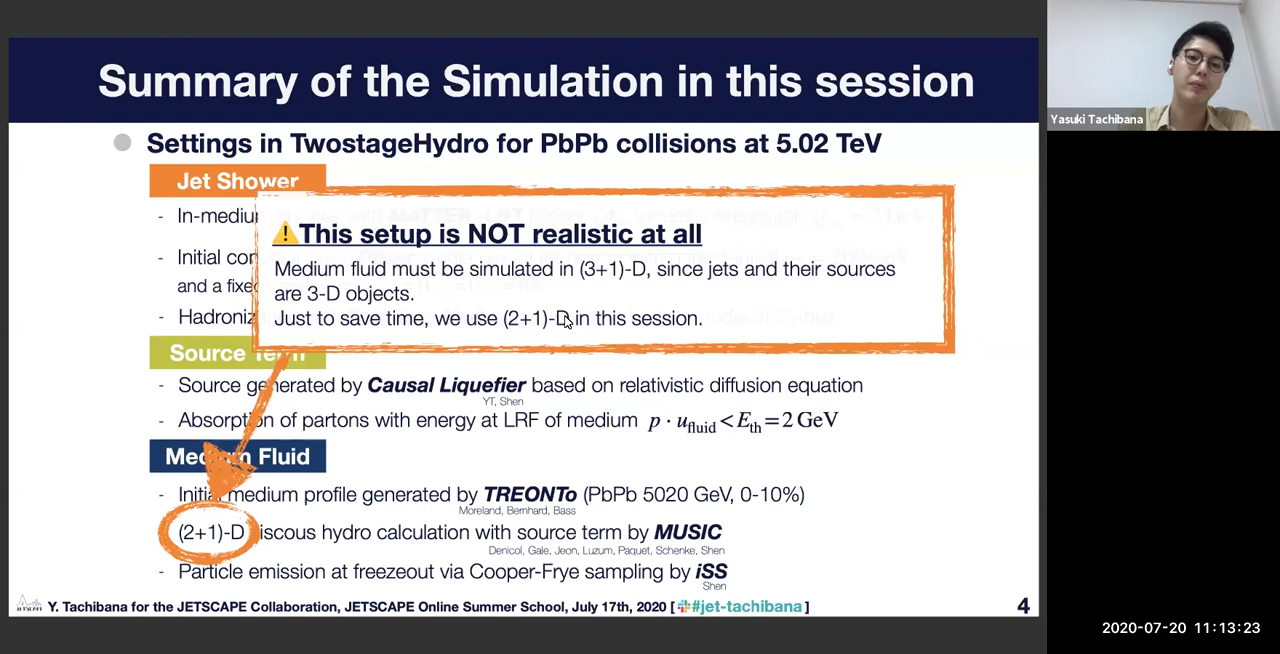 Summary of the Simulation in this session
Settings in TwostageHydro for PbPb collisions at 5.02 TeV
Jet Shower
- In-medium
- Initial
and a fixed
-
⚠This setup is NOT realistic at all
Medium fluid must be simulated in (3+1)-D, since jets and their sources
are 3-D objects.
Just to save time, we use (2+1)-D in this session.
Source Term
- Source generated by Causal Liquefier based on relativistic diffusion equation
YT, Shen
- Absorption of partons with energy at LRF of medium p · u_fluid < E_th = 2 GeV
Medium Fluid
- Initial medium profile generated by TREONTo (PbPb 5020 GeV, 0-10%)
Moreland, Bernhard, Bass
(2+1)-D viscous hydro calculation with source term by MUSIC
Denicol, Gale, Jeon, Luzum, Paquet, Schenke, Shen
- Particle emission at freezeout via Cooper-Frye sampling by iSS
Shen
JETSCAPE
Y. Tachibana for the JETSCAPE Collaboration, JETSCAPE Online Summer School, July 17th, 2020 [ #jet-tachibana ]
4
Yasuki Tachibana
2020-07-20 11:13:23